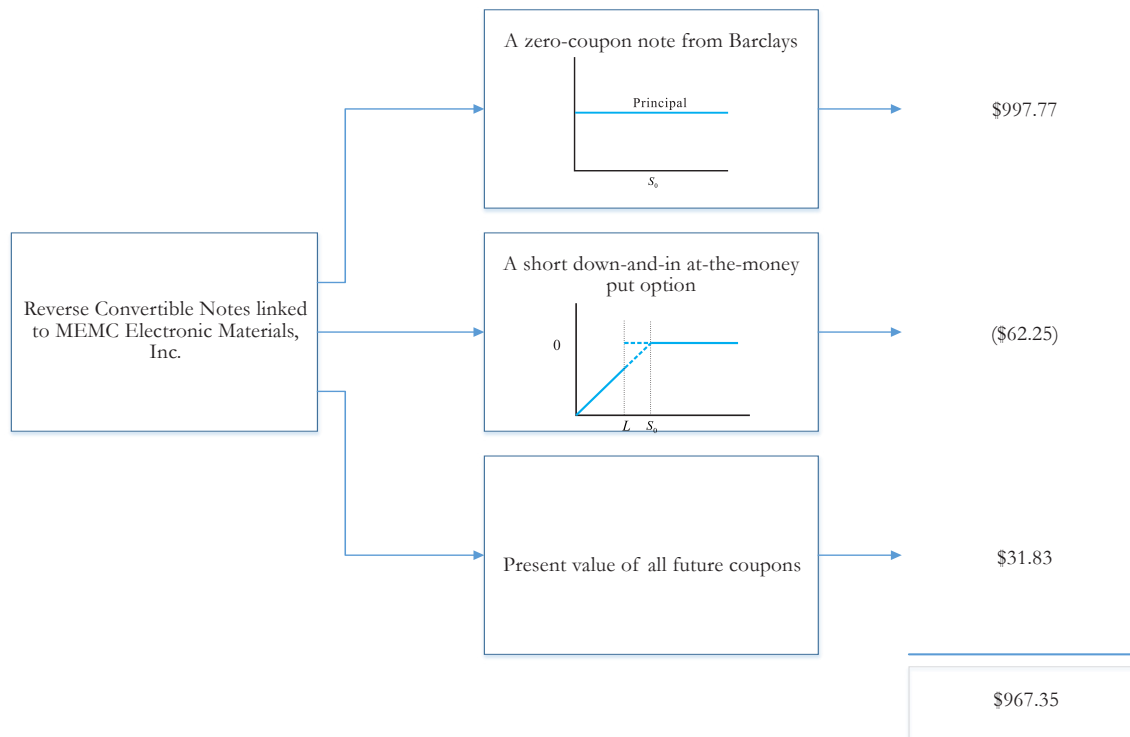 A zero-coupon note from Barclays
Principal
S₀
$997.77
Reverse Convertible Notes linked
to MEMC Electronic Materials,
Inc.
A short down-and-in at-the-money
put option
0
L S₀
($62.25)
Present value of all future coupons
$31.83
$967.35